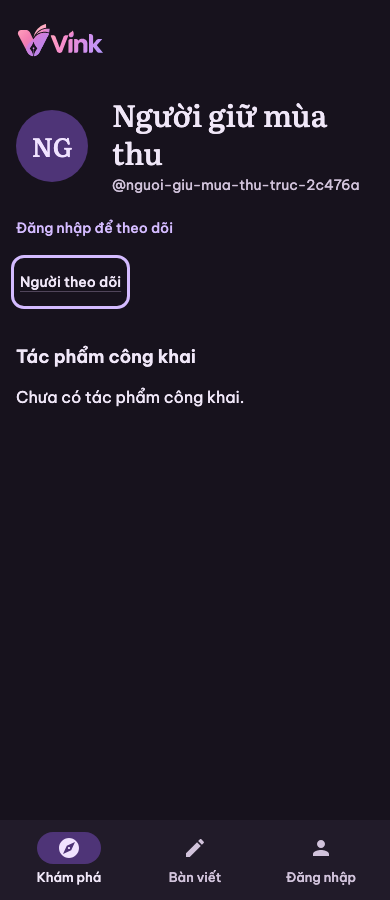 Vink
NG
Người giữ mùa
thu
@nguoi-giu-mua-thu-truc-2c476a
Đăng nhập để theo dõi
Người theo dõi
Tác phẩm công khai
Chưa có tác phẩm công khai.
Khám phá
Bàn viết
Đăng nhập